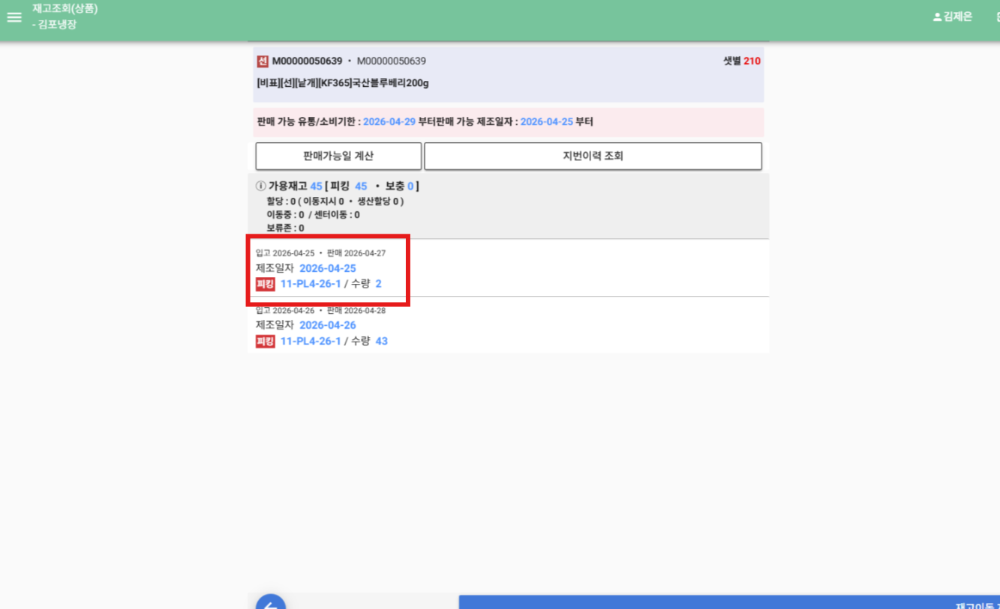 재고조회(상품)
- 김포냉장
김제은
선 M00000050639 • M00000050639
샛별 210
[비표][선][낱개][KF365]국산블루베리200g
판매 가능 유통/소비기한 : 2026-04-29 부터판매 가능 제조일자 : 2026-04-25 부터
판매가능일 계산
지번이력 조회
가용재고 45 [ 피킹 45 • 보충 0 ]
할당 : 0 ( 이동지시 0 • 생산할당 0 )
이동중 : 0 / 센터이동 : 0
보류존 : 0
입고 2026-04-25 • 판매 2026-04-27
제조일자 2026-04-25
피킹 11-PL4-26-1 / 수량 2
입고 2026-04-26 • 판매 2026-04-28
제조일자 2026-04-26
피킹 11-PL4-26-1 / 수량 43
재고이동